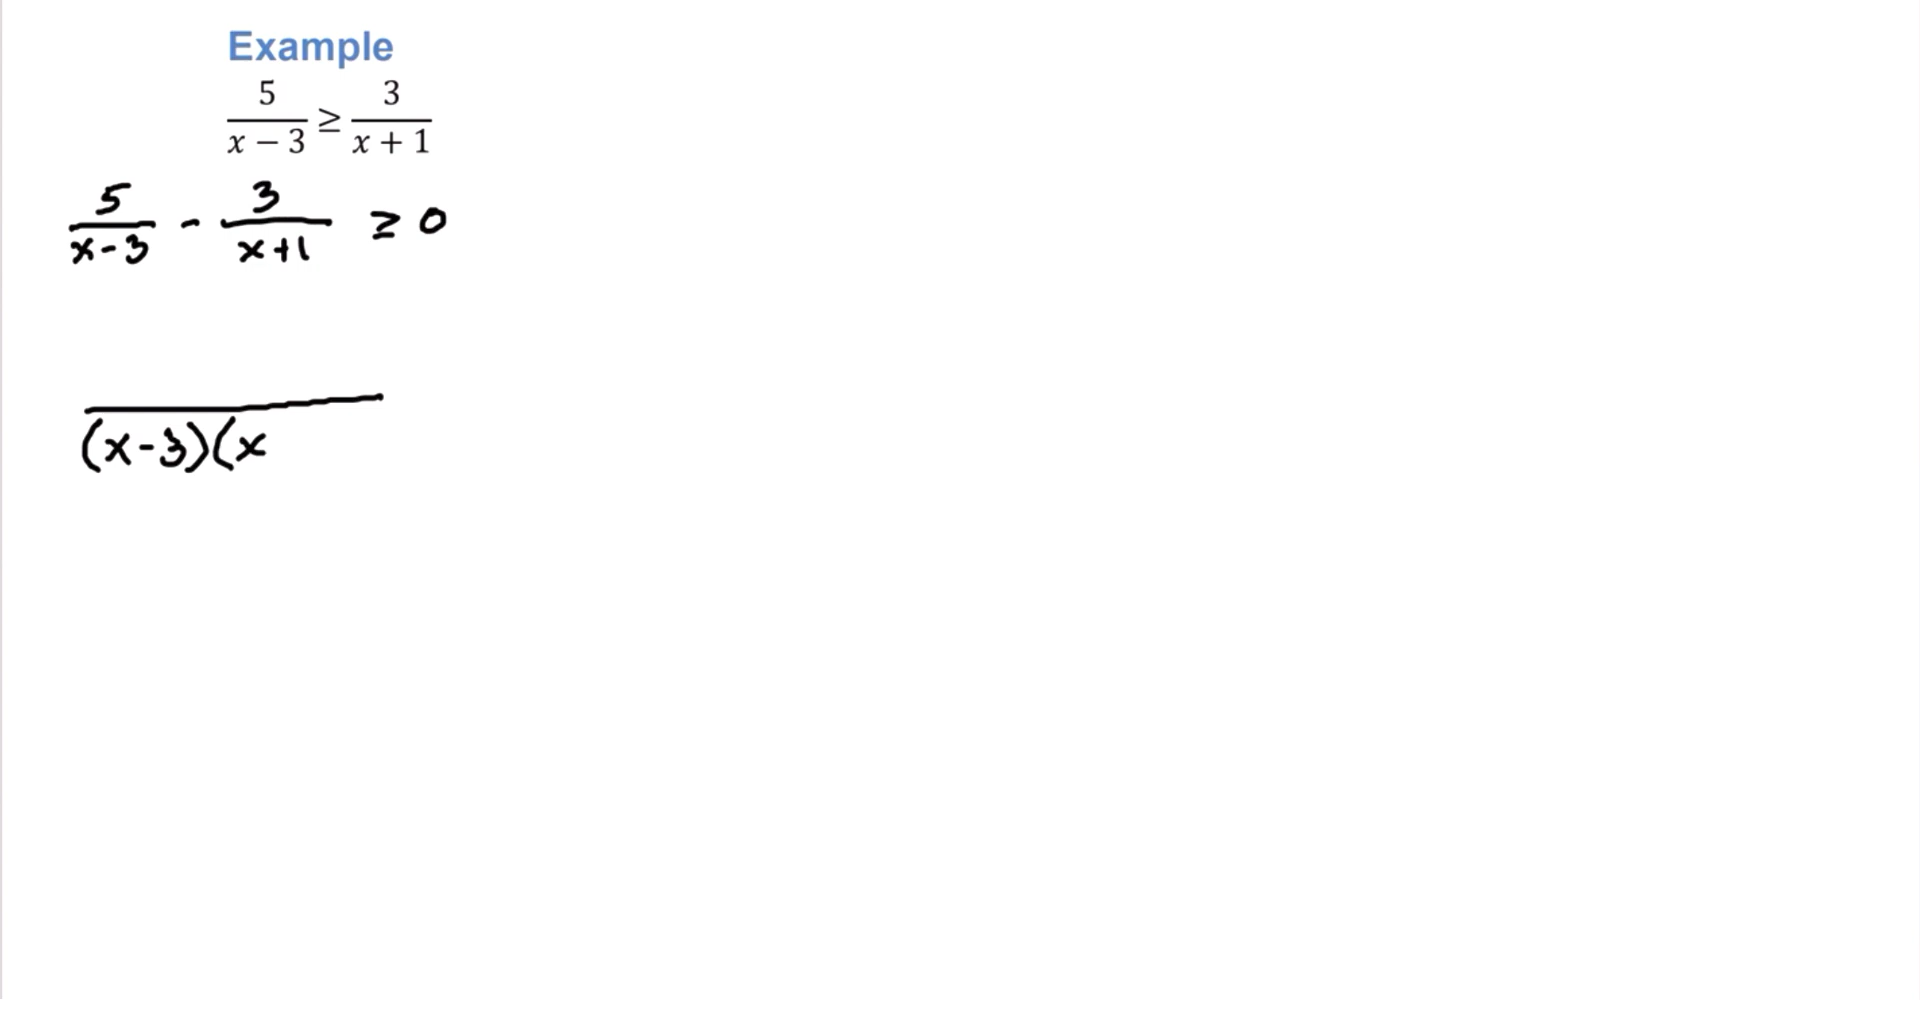 Example
5/(x − 3) ≥ 3/(x + 1)
5/(x-3) - 3/(x+1) ≥ 0
(x-3)(x